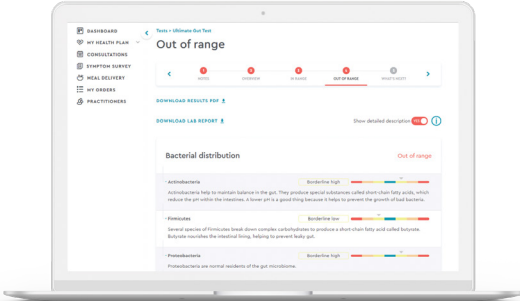 DASHBOARD
MY HEALTH PLAN
CONSULTATIONS
SYMPTOM SURVEY
MEAL DELIVERY
MY ORDERS
PRACTITIONERS
Tests > Ultimate Gut Test
Out of range
OVERVIEW
IN RANGE
OUT OF RANGE
WHAT'S NEXT?
DOWNLOAD RESULTS PDF
DOWNLOAD LAB REPORT
Show detailed description YES
Bacterial distribution
Out of range
Actinobacteria
Borderline high
Actinobacteria help to maintain balance in the gut. They produce special substances called short-chain fatty acids, which
reduce the pH within the intestines. A lower pH is a good thing because it helps to prevent the growth of bad bacteria.
Firmicutes
Borderline low
Several species of Firmicutes break down complex carbohydrates to produce a short-chain fatty acid called butyrate.
Butyrate nourishes the intestinal lining, helping to prevent leaky gut.
Proteobacteria
Borderline high
Proteobacteria are normal residents of the gut microbiome.